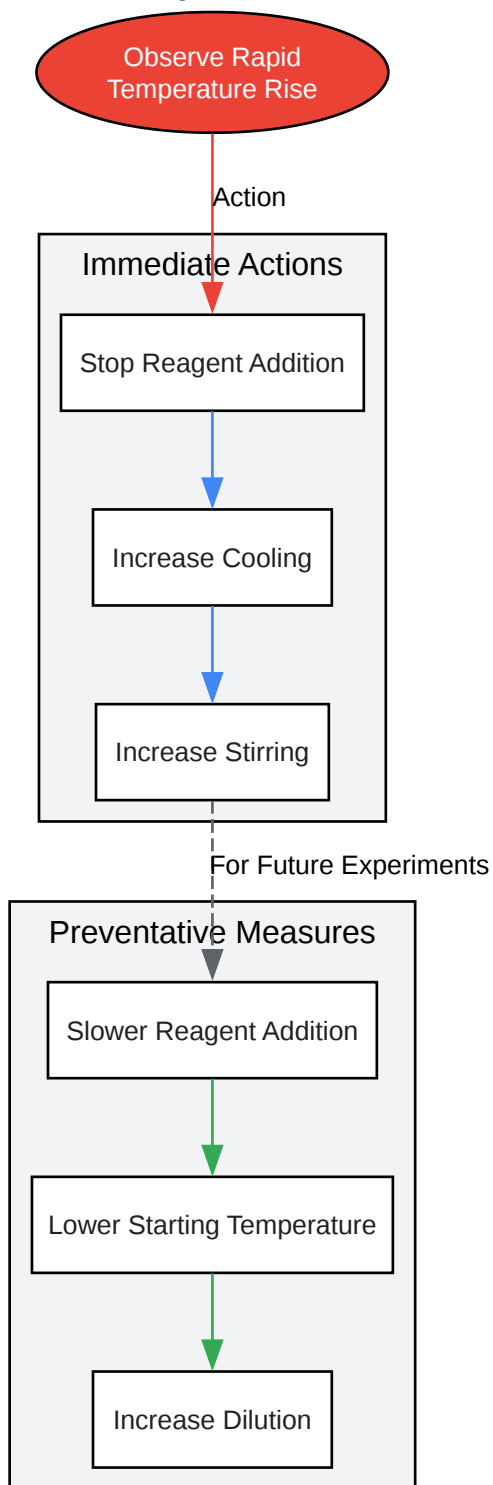 Observe Rapid
Temperature Rise
Action
Immediate Actions
Stop Reagent Addition
Increase Cooling
Increase Stirring
For Future Experiments
Preventative Measures
Slower Reagent Addition
Lower Starting Temperature
Increase Dilution